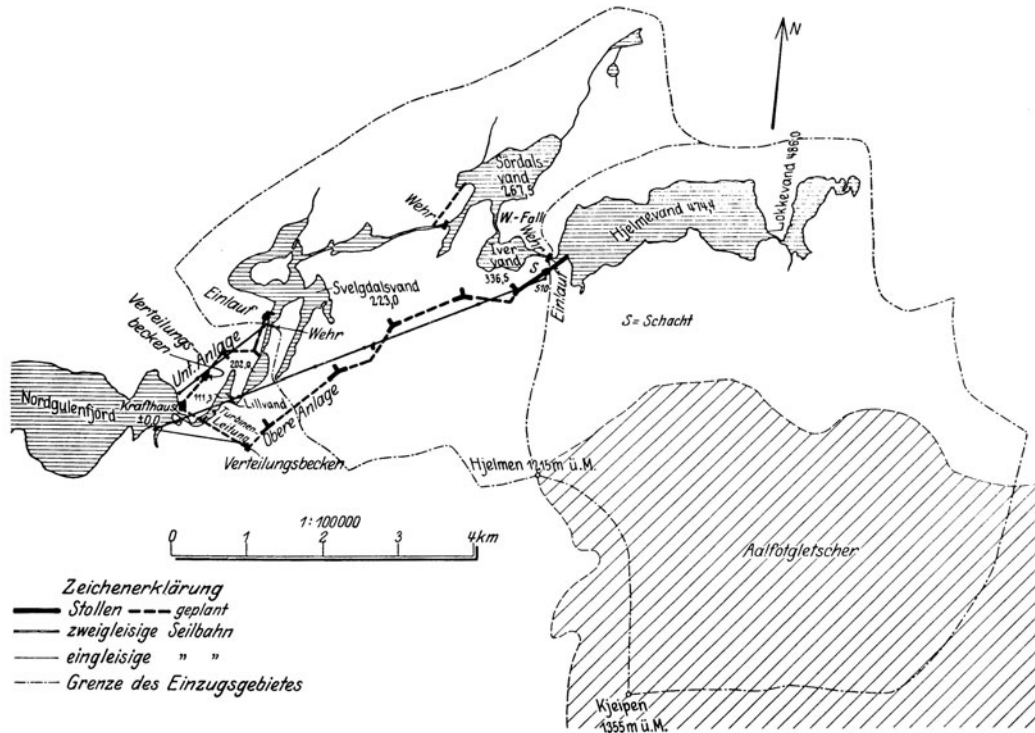 N
Sördals
vand
267,5
Wehr
W.-Fall
Wehr
Iver
vand
336,5
S
510
Einlauf
Hjelmevand 474,4
Lokkevand 486,0
S = Schacht
Svelgdalsvand
223,0
Einlauf
Wehr
Verteilungs
becken
Unt. Anlage
202,0
111,3
Nordgulenfjord
Krafthaus
±0,0
Lillvand
Turbinen-
Leitung
Obere Anlage
Verteilungsbecken
Hjelmen 1215m ü.M.
Aalfotgletscher
Kjeipen
1355m ü.M.
1:100000
0 1 2 3 4 km
Zeichenerklärung
Stollen geplant
zweigleisige Seilbahn
eingleisige " "
Grenze des Einzugsgebietes